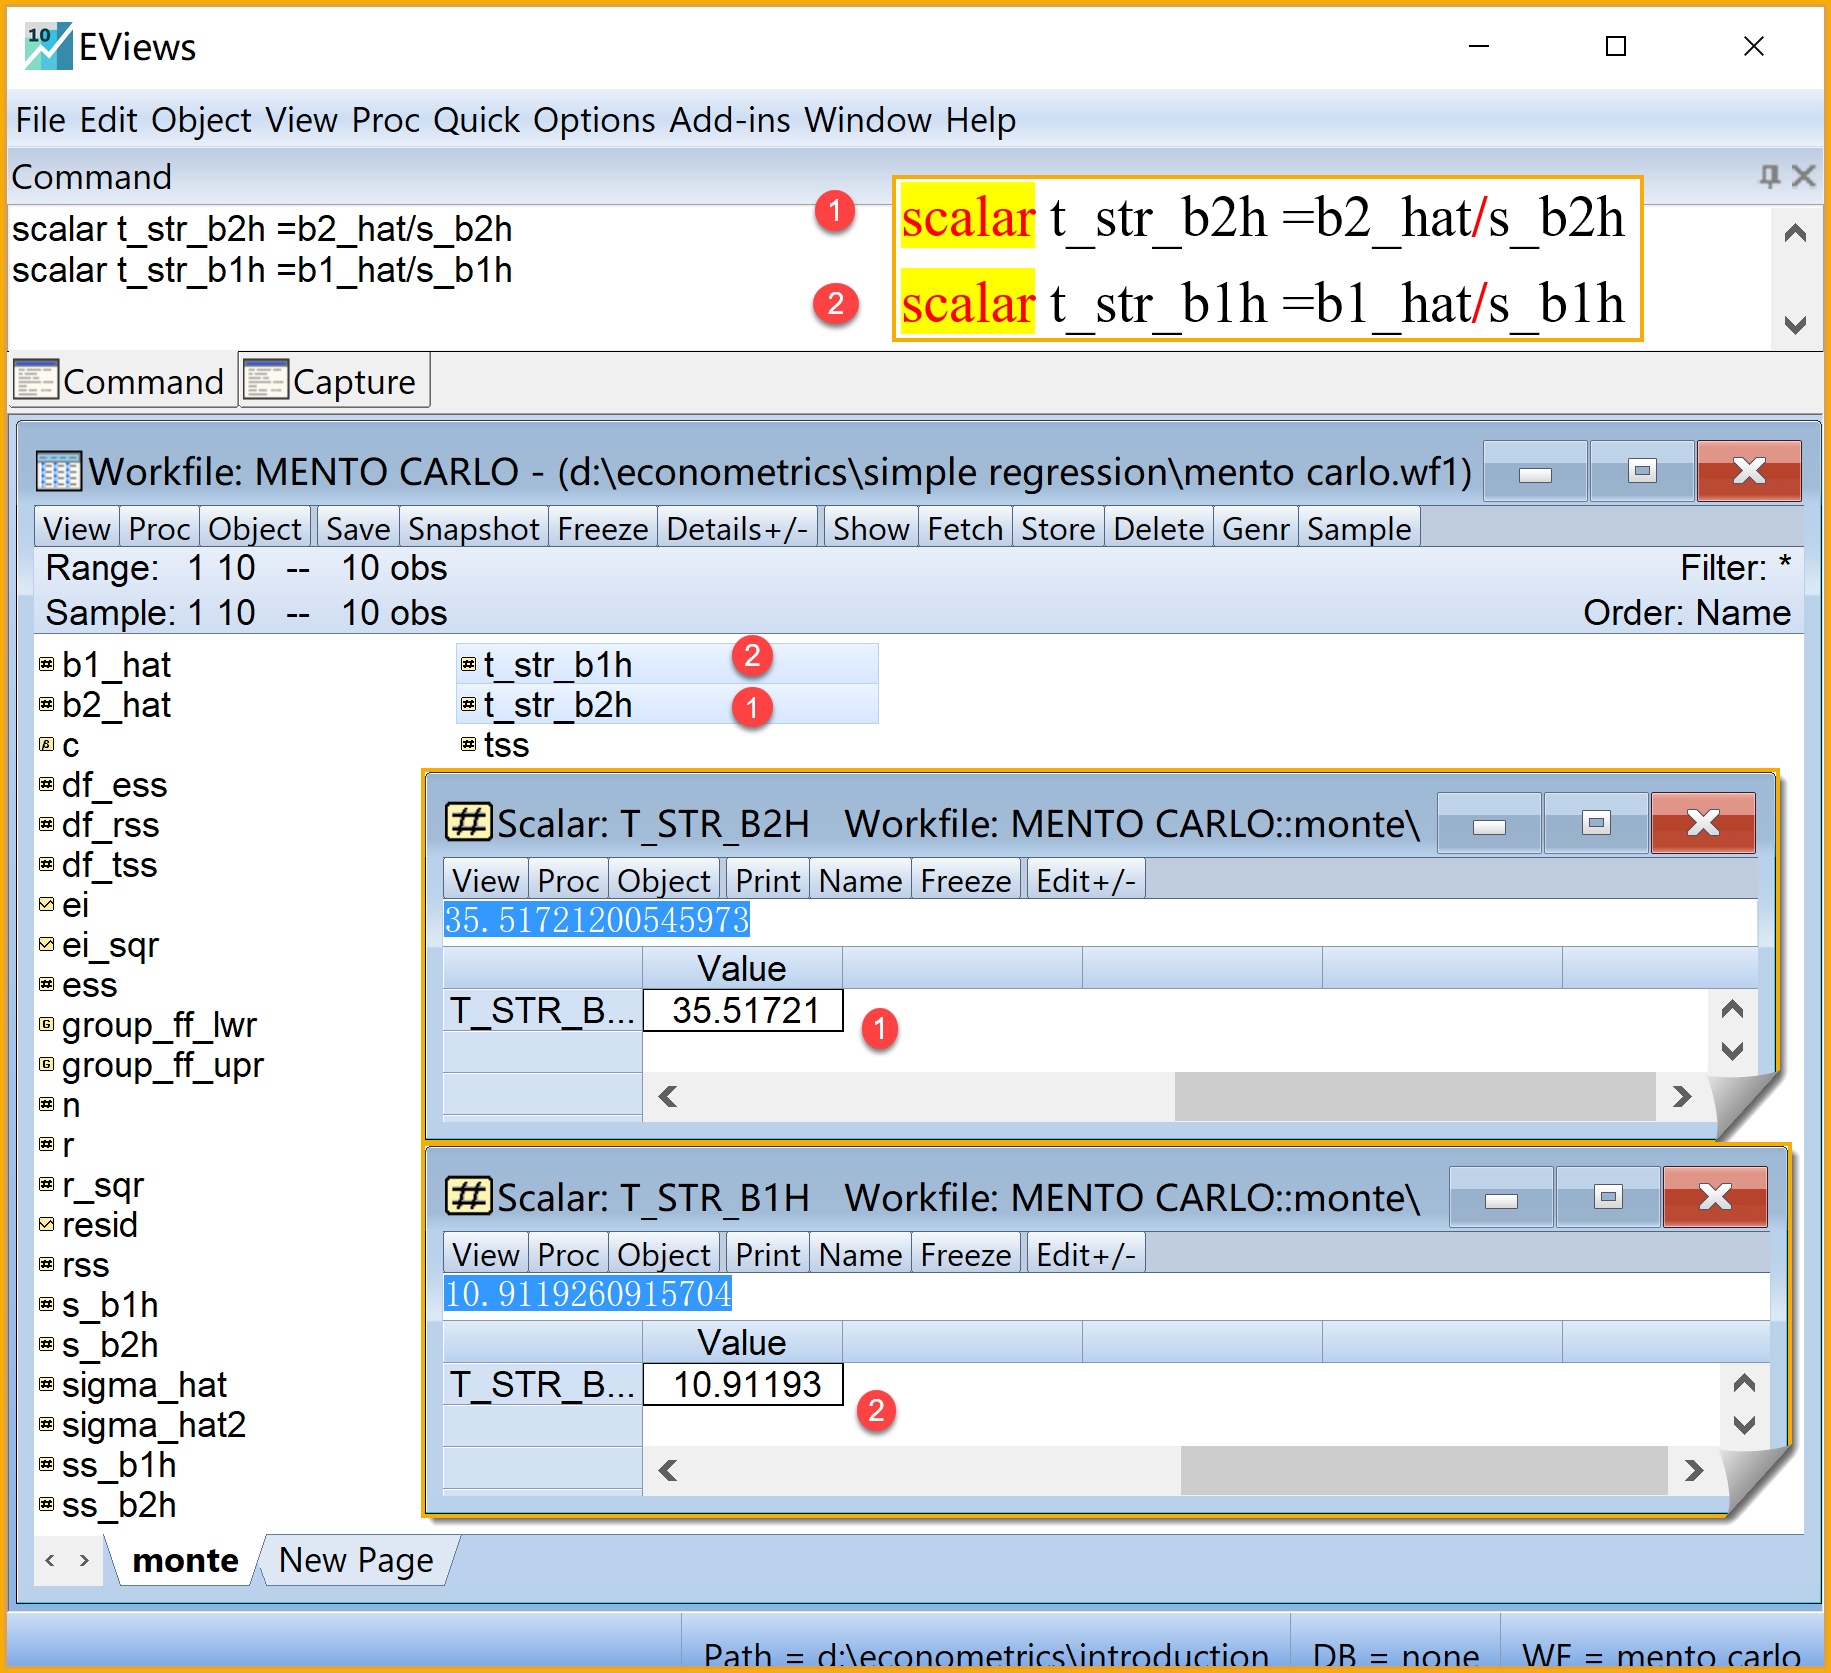 10 EViews
File Edit Object View Proc Quick Options Add-ins Window Help
Command
scalar t_str_b2h =b2_hat/s_b2h
scalar t_str_b1h =b1_hat/s_b1h
1 scalar t_str_b2h =b2_hat/s_b2h
2 scalar t_str_b1h =b1_hat/s_b1h
Command Capture
Workfile: MENTO CARLO - (d:\econometrics\simple regression\mento carlo.wf1)
View Proc Object Save Snapshot Freeze Details+/- Show Fetch Store Delete Genr Sample
Range: 1 10 -- 10 obs Filter: *
Sample: 1 10 -- 10 obs Order: Name
b1_hat
b2_hat
c
df_ess
df_rss
df_tss
ei
ei_sqr
ess
group_ff_lwr
group_ff_upr
n
r
r_sqr
resid
rss
s_b1h
s_b2h
sigma_hat
sigma_hat2
ss_b1h
ss_b2h
t_str_b1h 2
t_str_b2h 1
tss
Scalar: T_STR_B2H Workfile: MENTO CARLO::monte\
View Proc Object Print Name Freeze Edit+/-
35.51721200545973
Value
T_STR_B... 35.51721
1
Scalar: T_STR_B1H Workfile: MENTO CARLO::monte\
View Proc Object Print Name Freeze Edit+/-
10.9119260915704
Value
T_STR_B... 10.91193
2
monte New Page
Path = d:\econometrics\introduction DB = none WF = mento carlo